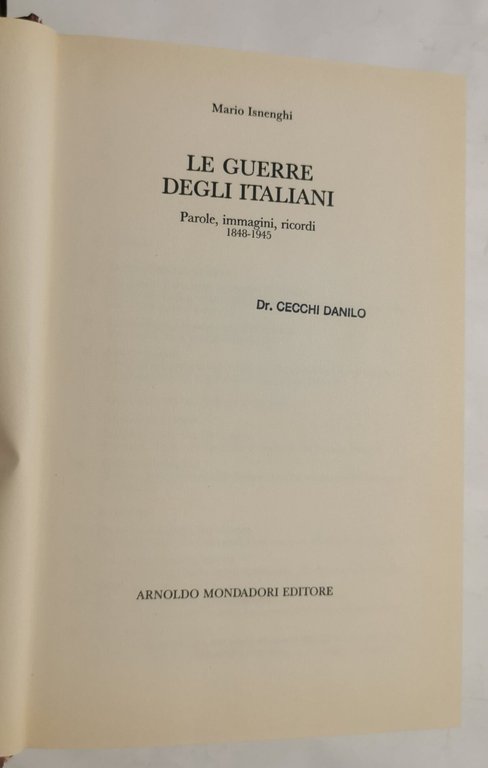 Mario Isnenghi
LE GUERRE
DEGLI ITALIANI
Parole, immagini, ricordi
1848-1945
Dr. CECCHI DANILO
ARNOLDO MONDADORI EDITORE